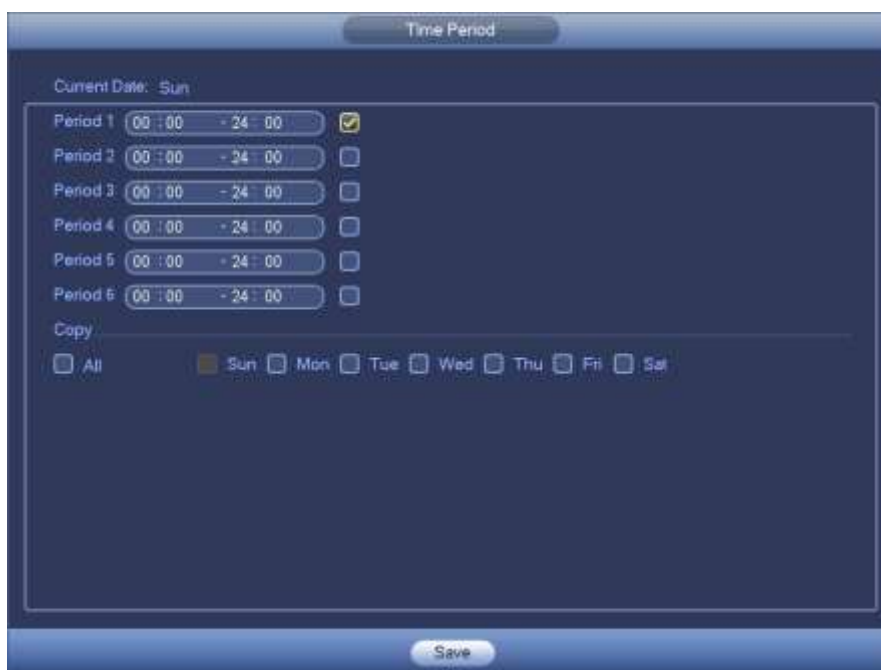 Time Period
Current Date: Sun
Period 1 00 : 00 - 24 : 00
Period 2 00 : 00 - 24 : 00
Period 3 00 : 00 - 24 : 00
Period 4 00 : 00 - 24 : 00
Period 5 00 : 00 - 24 : 00
Period 6 00 : 00 - 24 : 00
Copy
All Sun Mon Tue Wed Thu Fri Sat
Save